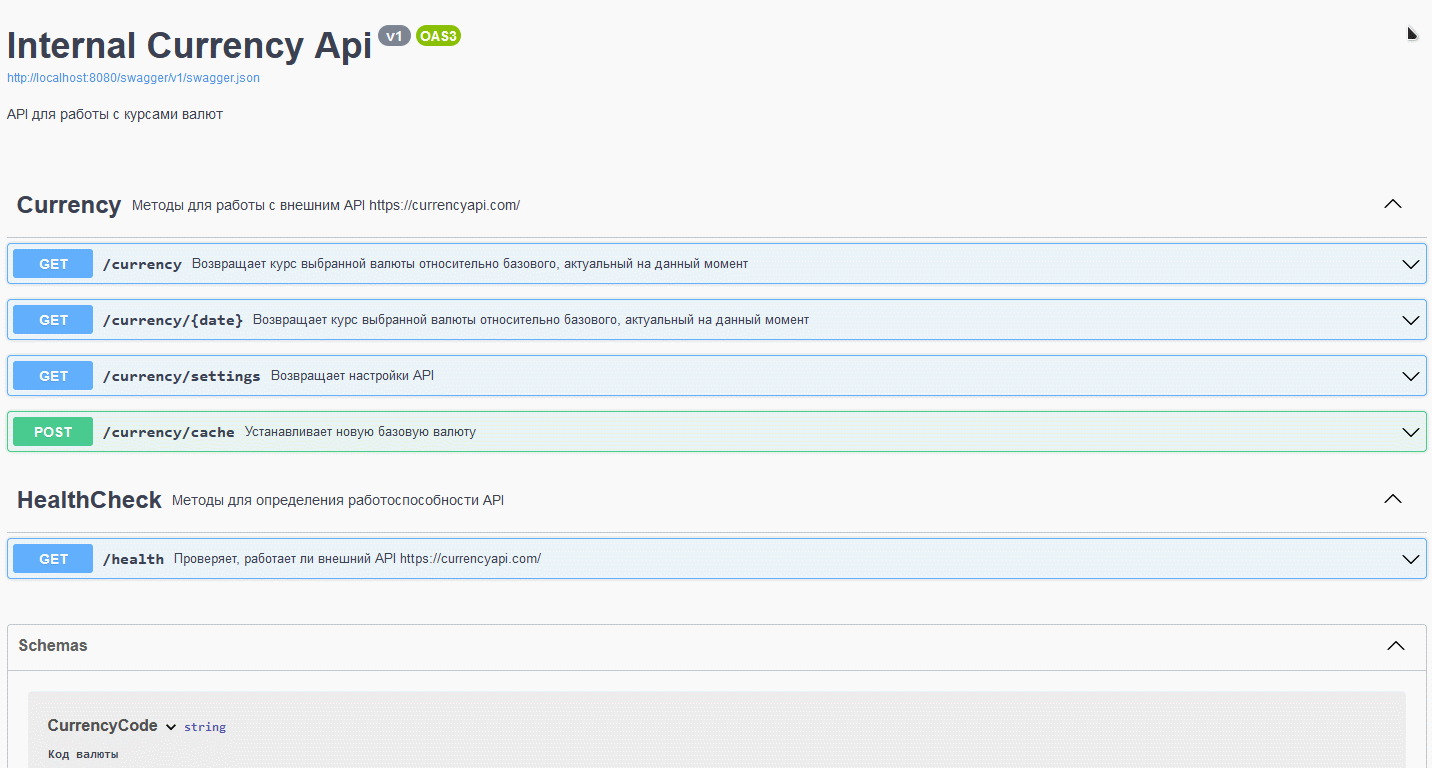 Internal Currency Api v1 OAS3
http://localhost:8080/swagger/v1/swagger.json
API для работы с курсами валют
Currency Методы для работы с внешним API https://currencyapi.com/
GET /currency Возвращает курс выбранной валюты относительно базового, актуальный на данный момент
GET /currency/{date} Возвращает курс выбранной валюты относительно базового, актуальный на данный момент
GET /currency/settings Возвращает настройки API
POST /currency/cache Устанавливает новую базовую валюту
HealthCheck Методы для определения работоспособности API
GET /health Проверяет, работает ли внешний API https://currencyapi.com/
Schemas
CurrencyCode string
Код валюты